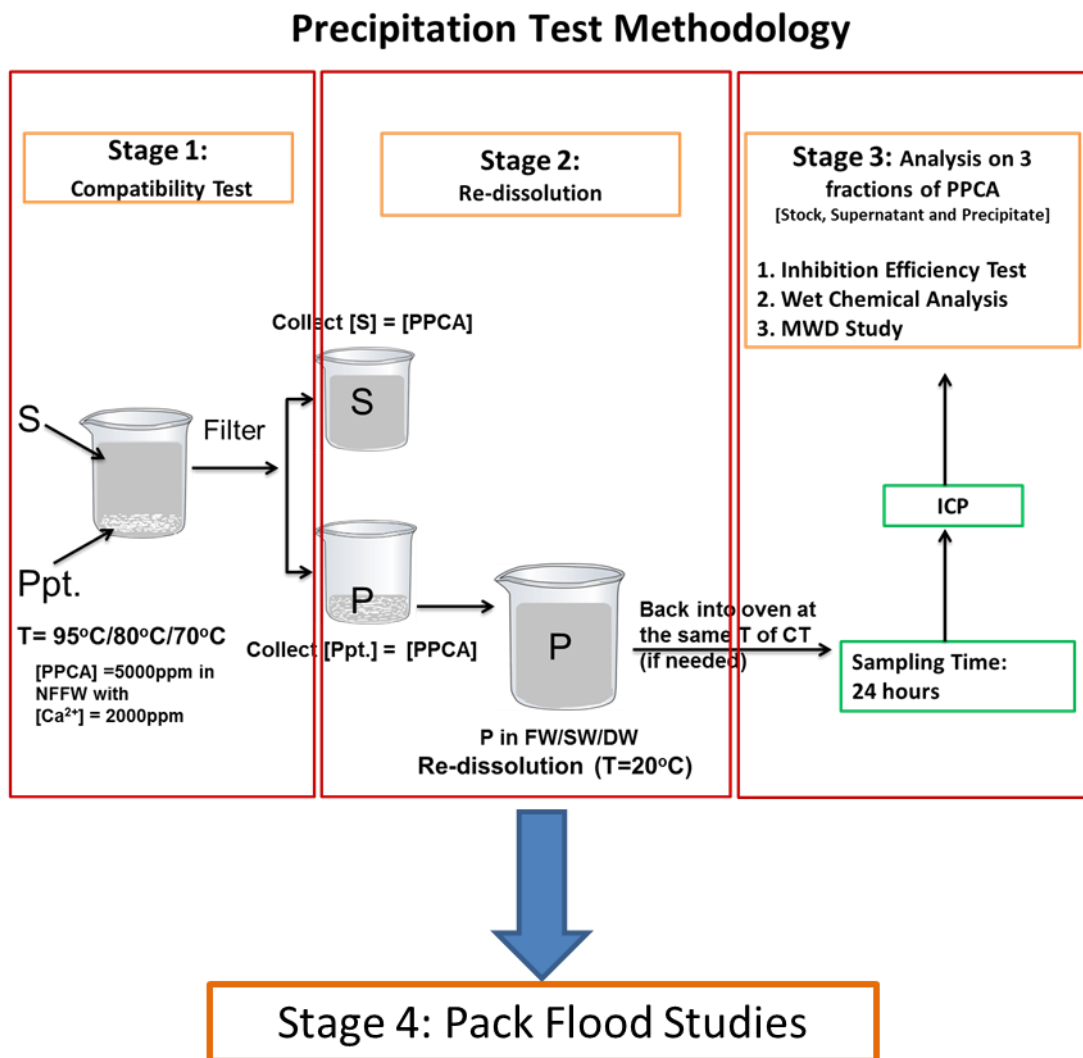 Precipitation Test Methodology
Stage 1:
Compatibility Test
S
Ppt.
T= 95°C/80°C/70°C
[PPCA] =5000ppm in
NFFW with
[Ca²⁺] = 2000ppm
Filter
Stage 2:
Re-dissolution
Collect [S] = [PPCA]
S
P
Collect [Ppt.] = [PPCA]
P
P in FW/SW/DW
Re-dissolution (T=20°C)
Back into oven at
the same T of CT
(if needed)
Stage 3: Analysis on 3
fractions of PPCA
[Stock, Supernatant and Precipitate]
1. Inhibition Efficiency Test
2. Wet Chemical Analysis
3. MWD Study
ICP
Sampling Time:
24 hours
Stage 4: Pack Flood Studies